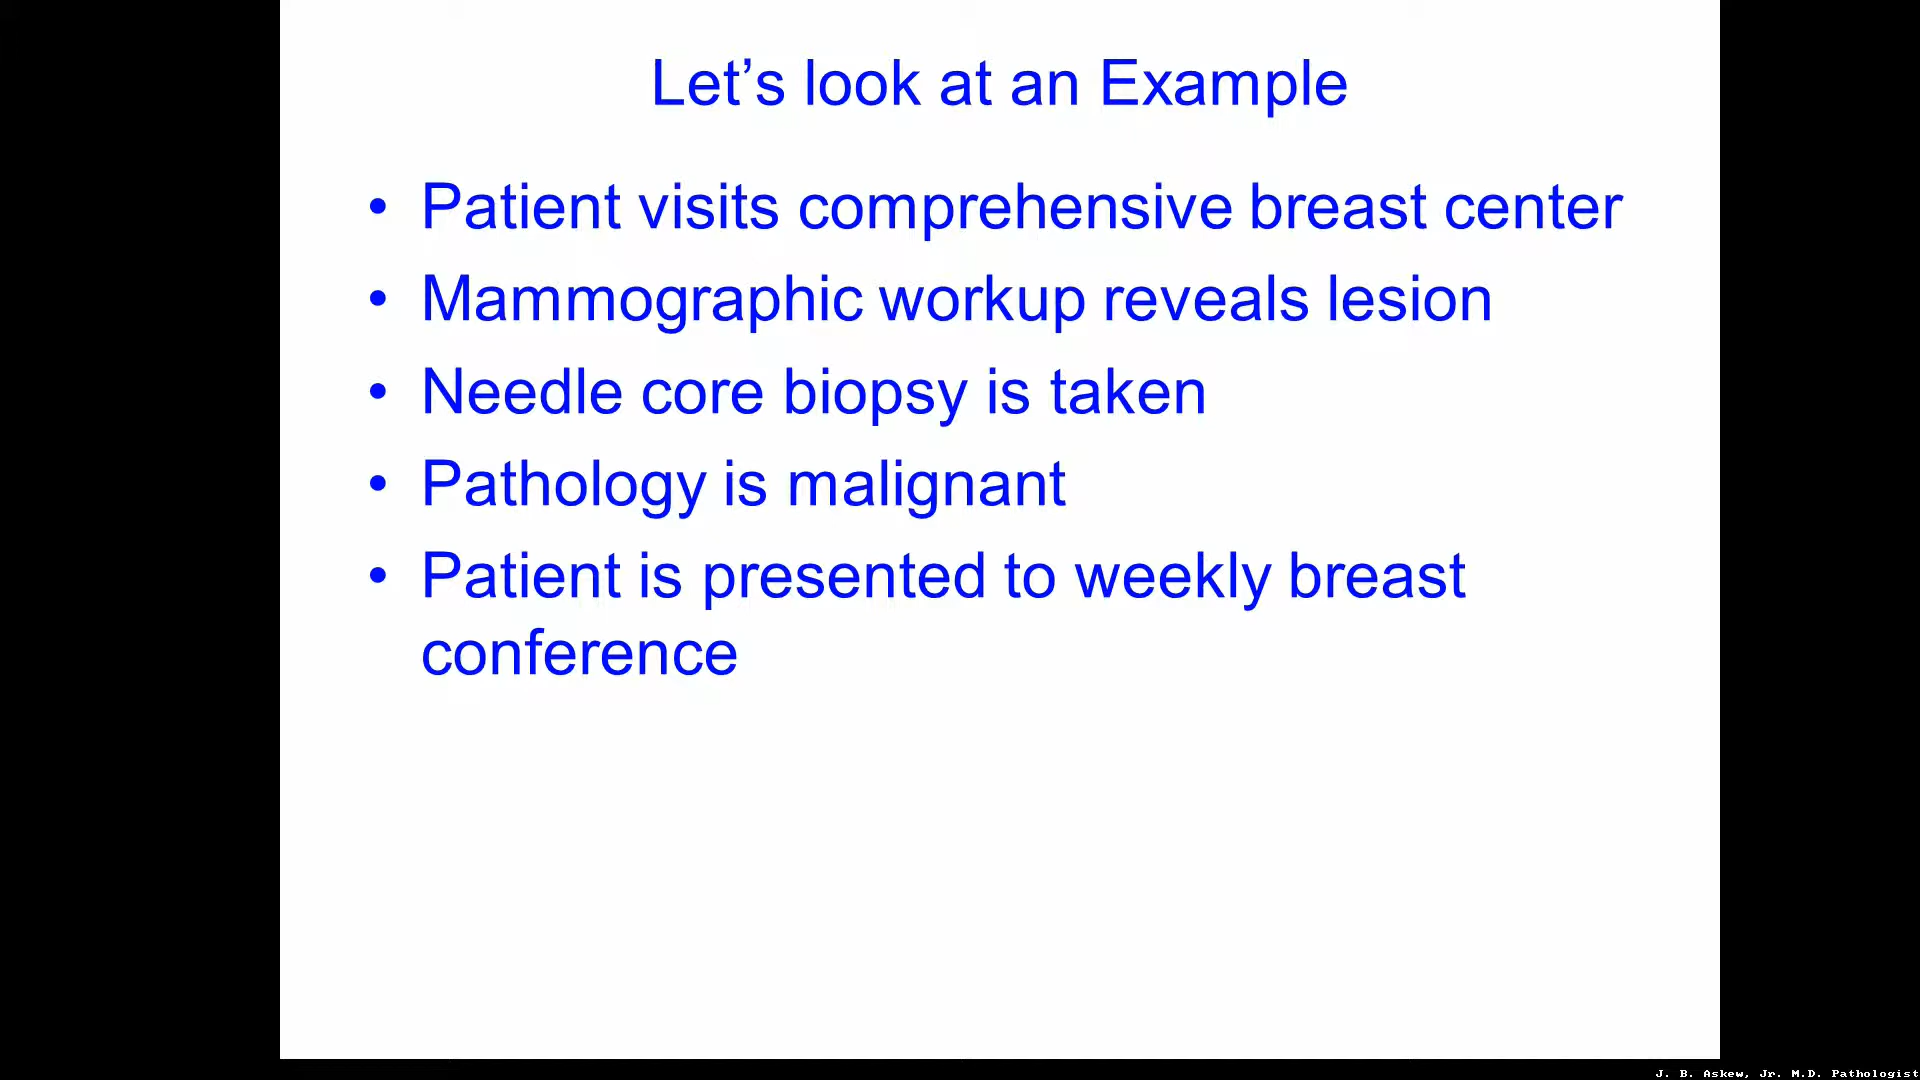 Let’s look at an Example
• Patient visits comprehensive breast center
• Mammographic workup reveals lesion
• Needle core biopsy is taken
• Pathology is malignant
• Patient is presented to weekly breast
conference
J. B. Askew, Jr. M.D. Pathologist